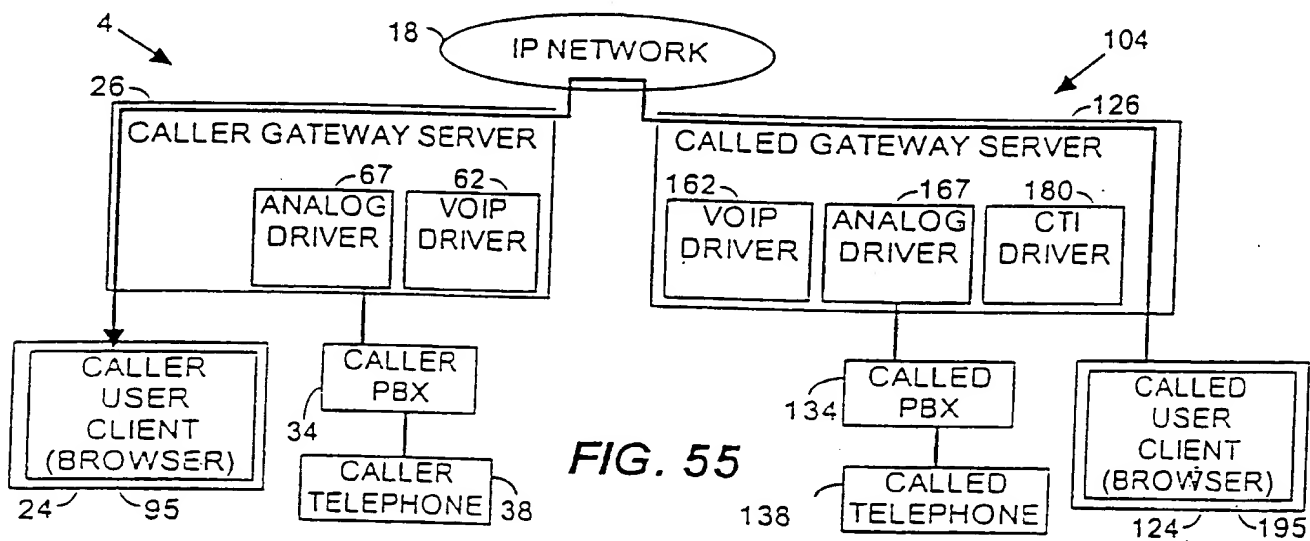 4
18
IP NETWORK
104
26
126
CALLER GATEWAY SERVER
CALLED GATEWAY SERVER
67
62
162
167
180
ANALOG
DRIVER
VOIP
DRIVER
VOIP
DRIVER
ANALOG
DRIVER
CTI
DRIVER
CALLER
USER
CLIENT
(BROWSER)
24
95
CALLER
PBX
34
CALLER
TELEPHONE
38
FIG. 55
CALLED
PBX
134
CALLED
TELEPHONE
138
CALLED
USER
CLIENT
(BROWSER)
124
195